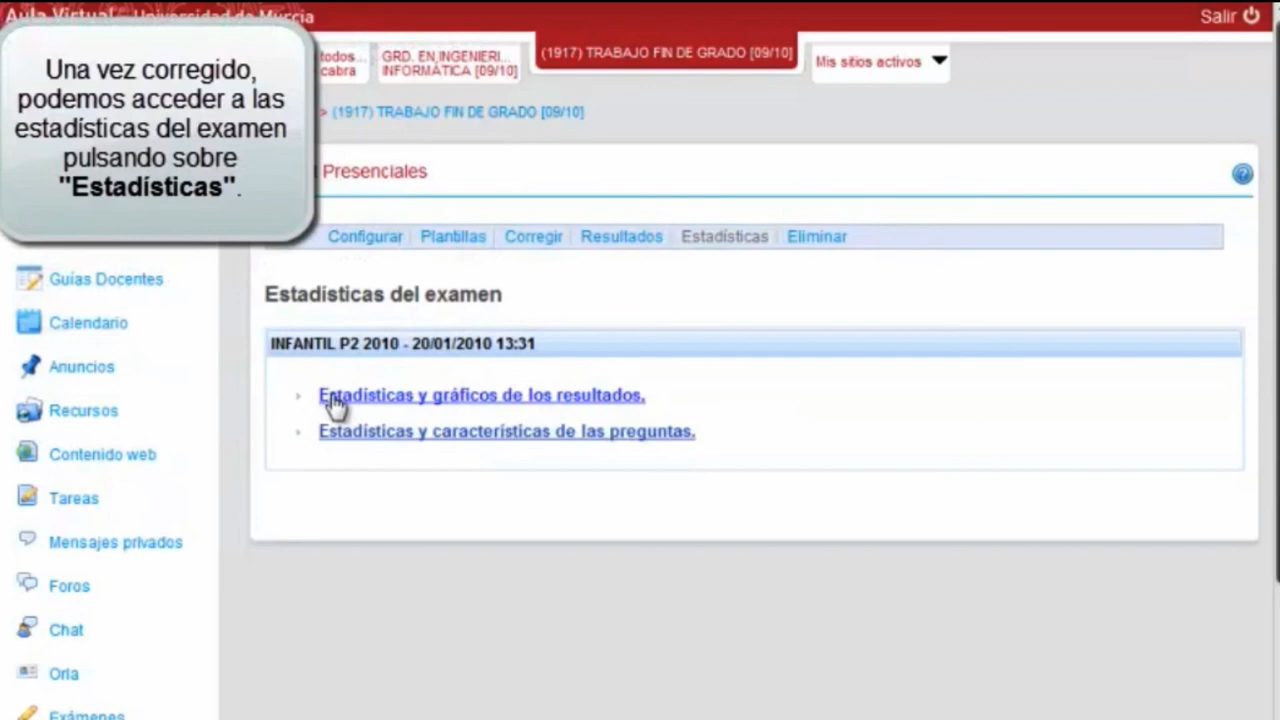 Aula Virtual - Universidad de Murcia
Salir
Una vez corregido,
podemos acceder a las
estadísticas del examen
pulsando sobre
"Estadísticas".
todos...
cabra
GRD. EN INGENIERI...
INFORMÁTICA [09/10]
(1917) TRABAJO FIN DE GRADO [09/10]
Mis sitios activos
> (1917) TRABAJO FIN DE GRADO [09/10]
Presenciales
Configurar Plantillas Corregir Resultados Estadísticas Eliminar
Guías Docentes
Calendario
Anuncios
Recursos
Contenido web
Tareas
Mensajes privados
Foros
Chat
Orla
Exámenes
Estadísticas del examen
INFANTIL P2 2010 - 20/01/2010 13:31
Estadísticas y gráficos de los resultados.
Estadísticas y características de las preguntas.